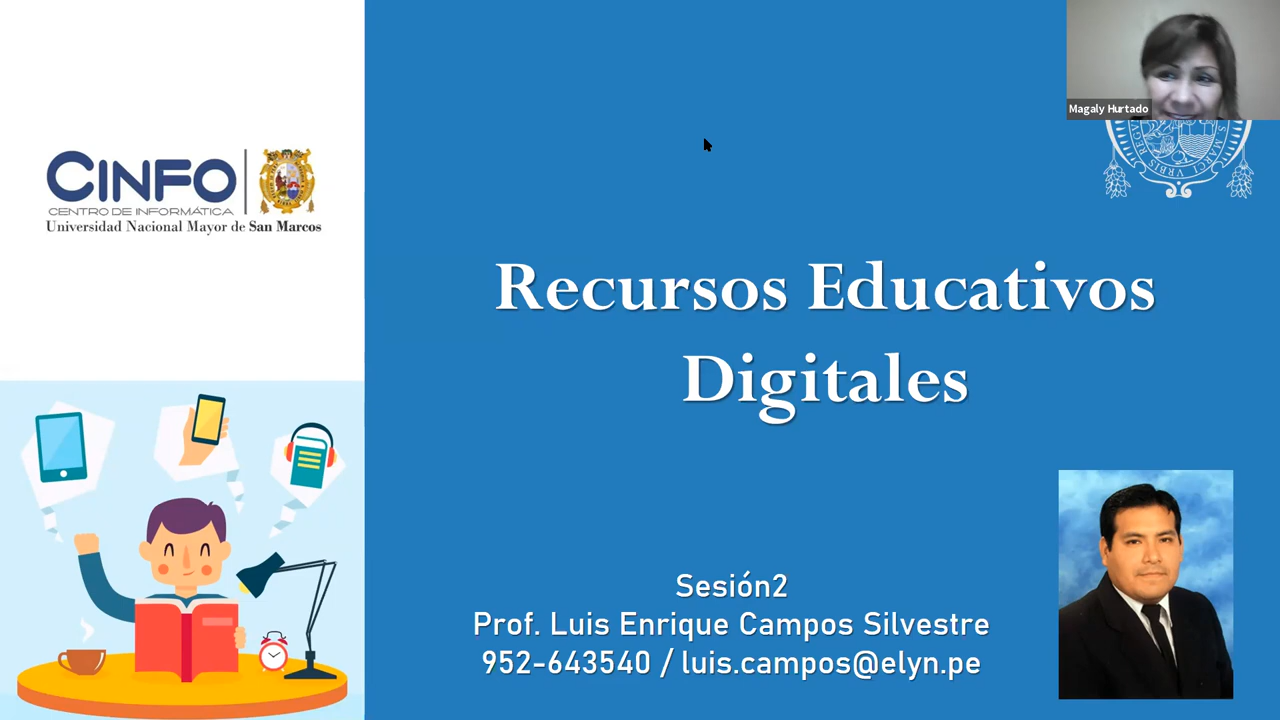 Magaly Hurtado
CINFO
CENTRO DE INFORMÁTICA
Universidad Nacional Mayor de San Marcos
Recursos Educativos
Digitales
Sesión2
Prof. Luis Enrique Campos Silvestre
952-643540 / luis.campos@elyn.pe